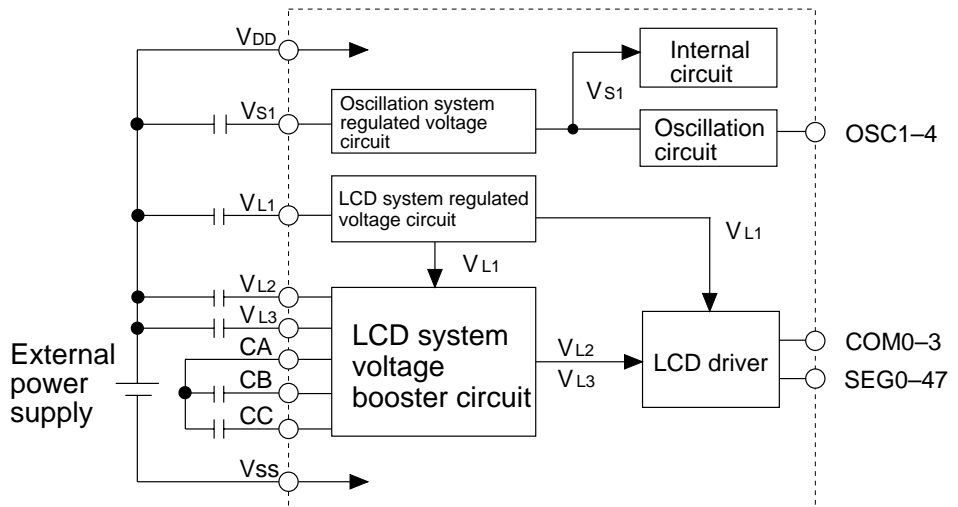 VDD
Internal
circuit
VS1
Oscillation system
regulated voltage
circuit
VS1
Oscillation
circuit
OSC1–4
VL1
LCD system regulated
voltage circuit
VL1
VL1
VL2
VL3
CA
CB
CC
LCD system
voltage
booster circuit
VL2
VL3
LCD driver
COM0–3
SEG0–47
External
power
supply
VSS